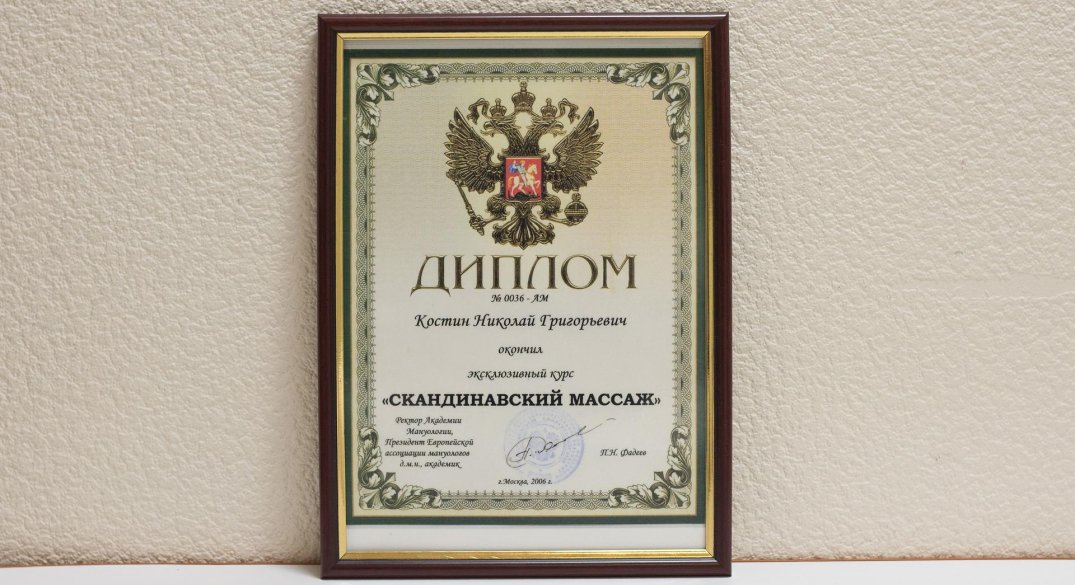 ДИПЛОМ
№ 0036 - АМ
Костин Николай Григорьевич
окончил
эксклюзивный курс
«СКАНДИНАВСКИЙ МАССАЖ»
Ректор Академии
Мануологии,
Президент Европейской
ассоциации мануологов
д.м.н., академик
П.Н. Фадеев
г.Москва, 2006 г.